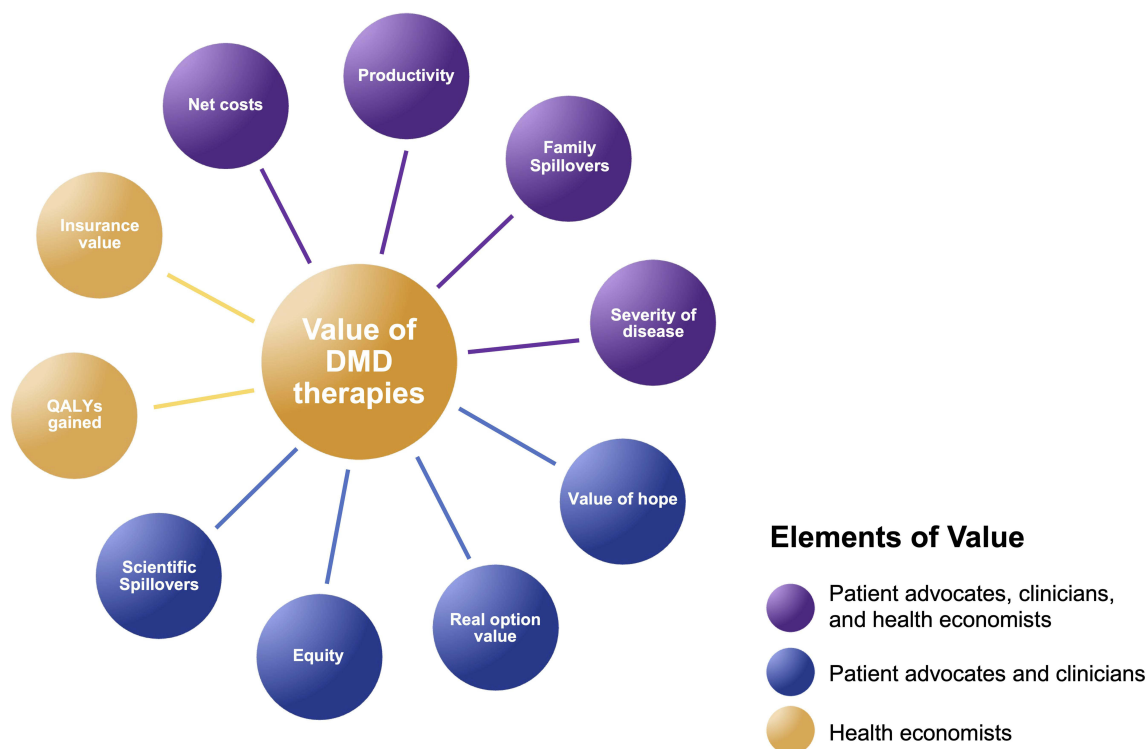 Productivity
Net costs
Family
Spillovers
Insurance
value
Severity of
disease
Value of
DMD
therapies
QALYs
gained
Value of hope
Scientific
Spillovers
Real option
value
Equity
Elements of Value
Patient advocates, clinicians,
and health economists
Patient advocates and clinicians
Health economists